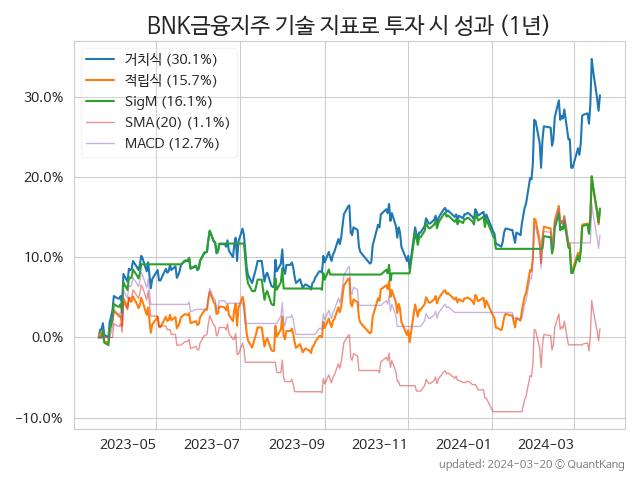 BNK금융지주 기술 지표로 투자 시 성과 (1년)
거치식 (30.1%)
적립식 (15.7%)
SigM (16.1%)
SMA(20) (1.1%)
MACD (12.7%)
30.0%
20.0%
10.0%
0.0%
−10.0%
2023-05 2023-07 2023-09 2023-11 2024-01 2024-03
updated: 2024-03-20 © QuantKang